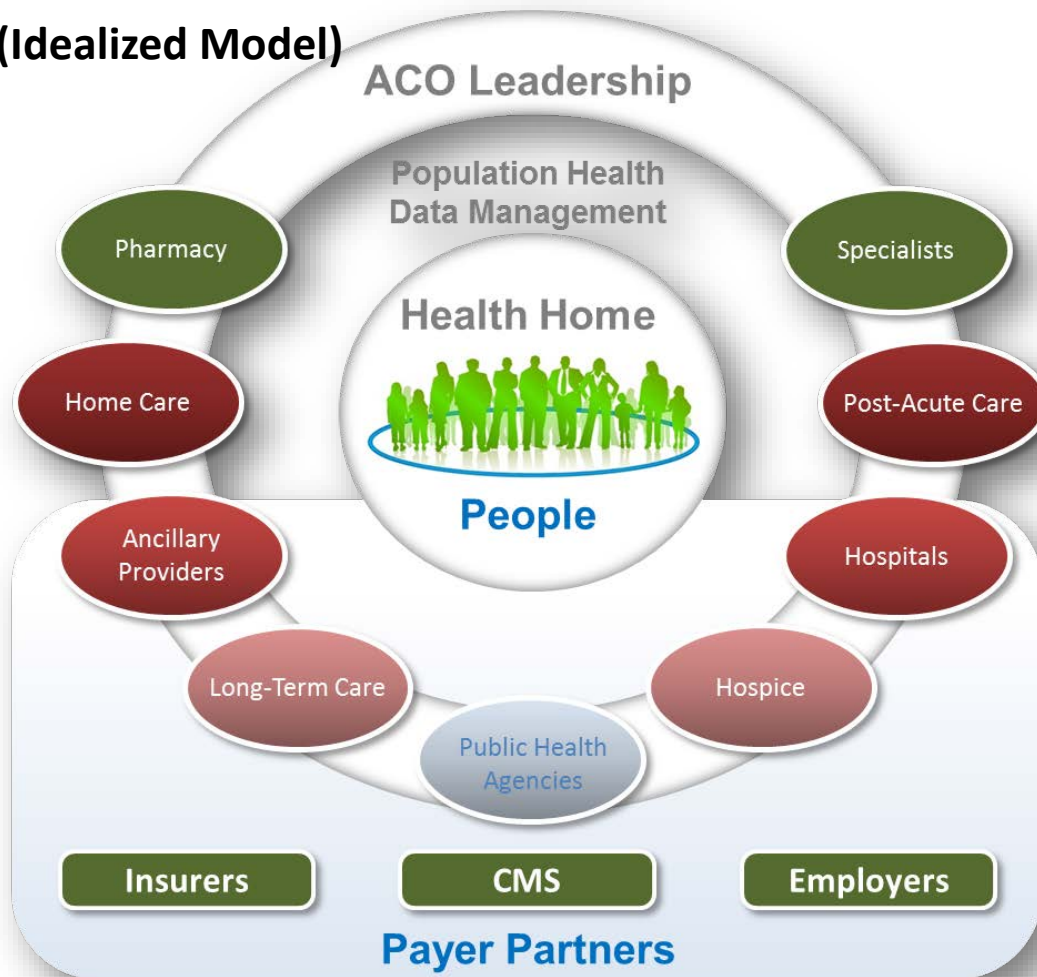 (Idealized Model)
ACO Leadership
Population Health
Data Management
Pharmacy
Specialists
Health Home
Home Care
Post-Acute Care
People
Ancillary
Providers
Hospitals
Long-Term Care
Hospice
Public Health
Agencies
Insurers
CMS
Employers
Payer Partners